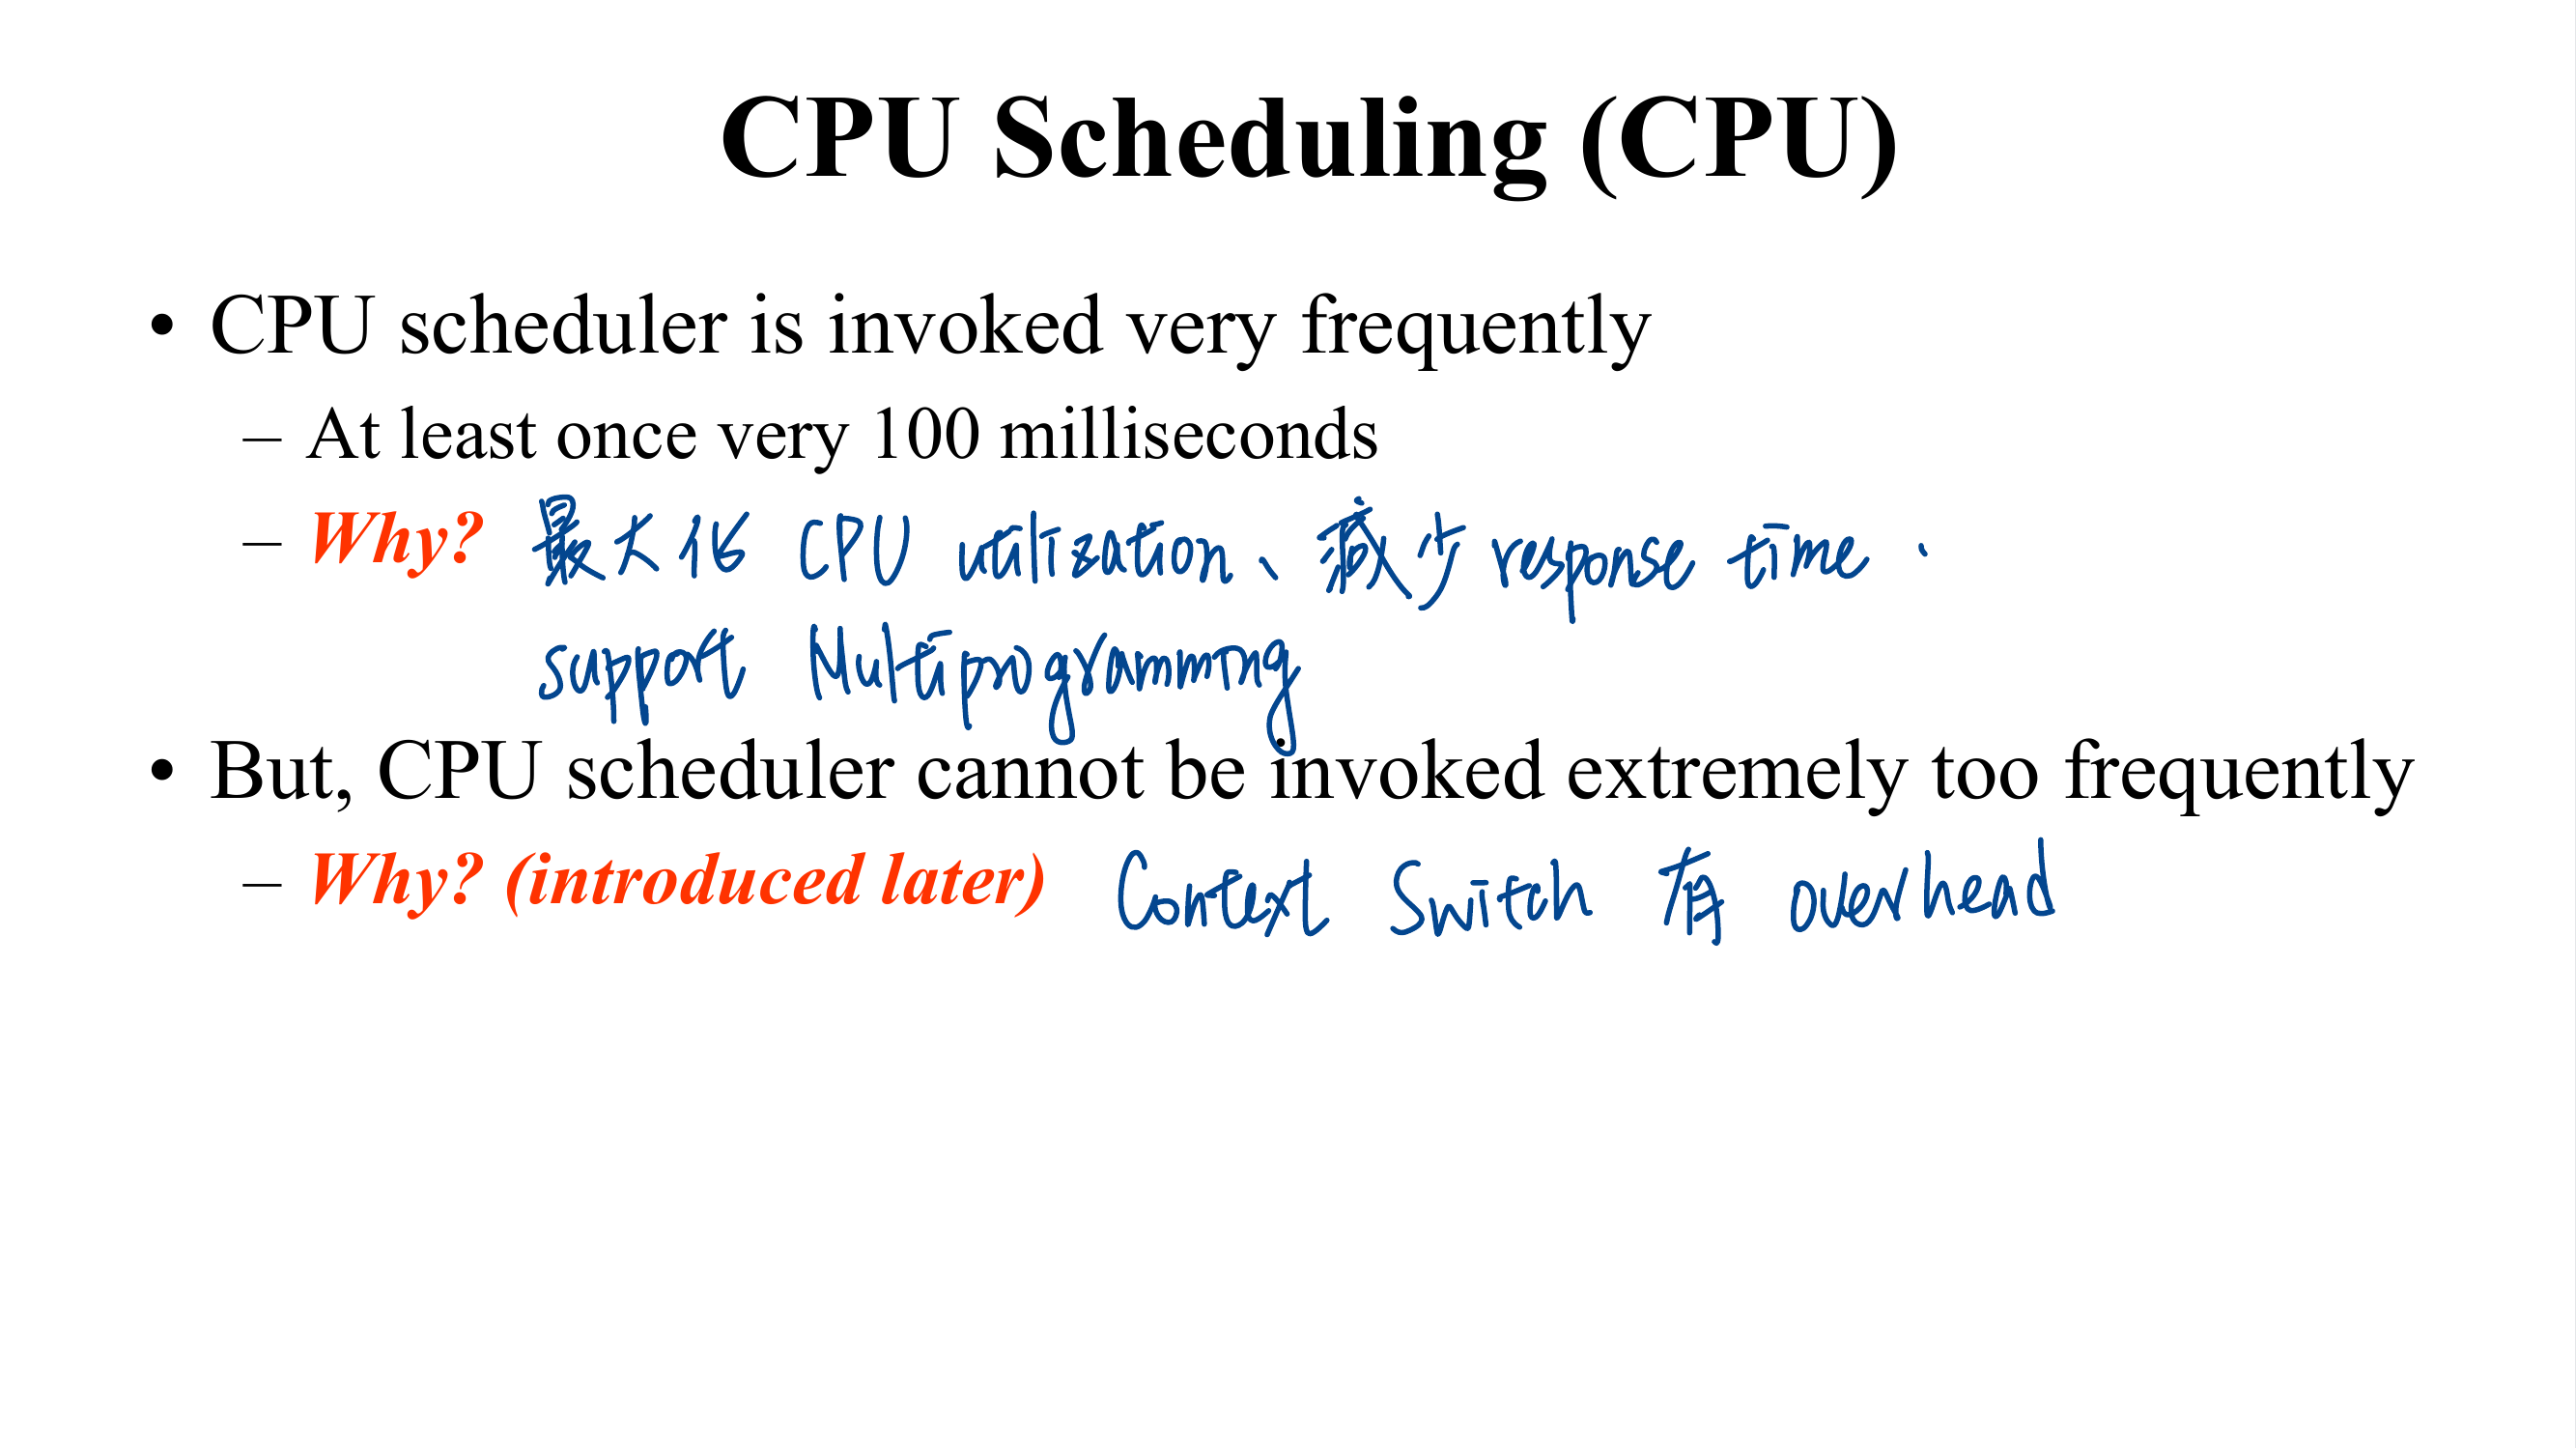 CPU Scheduling (CPU)
• CPU scheduler is invoked very frequently
– At least once very 100 milliseconds
– Why? 最大化 CPU utilization、减少 response time .
support Multiprogramming
• But, CPU scheduler cannot be invoked extremely too frequently
– Why? (introduced later) Context Switch 有 overhead